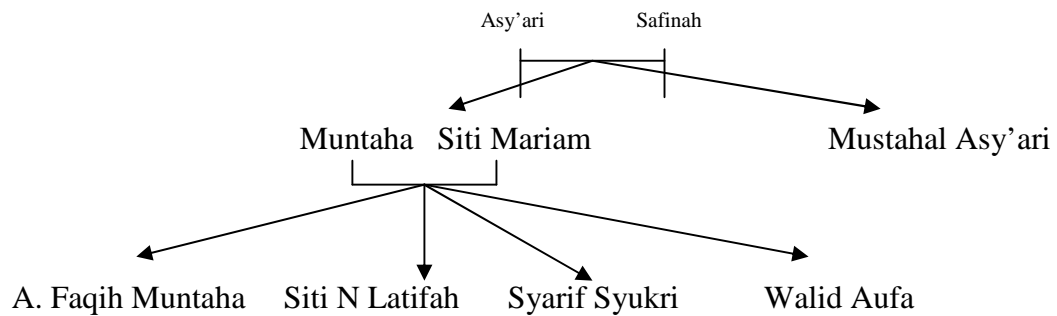 Asy’ari Safinah
Muntaha Siti Mariam Mustahal Asy’ari
A. Faqih Muntaha Siti N Latifah Syarif Syukri Walid Aufa